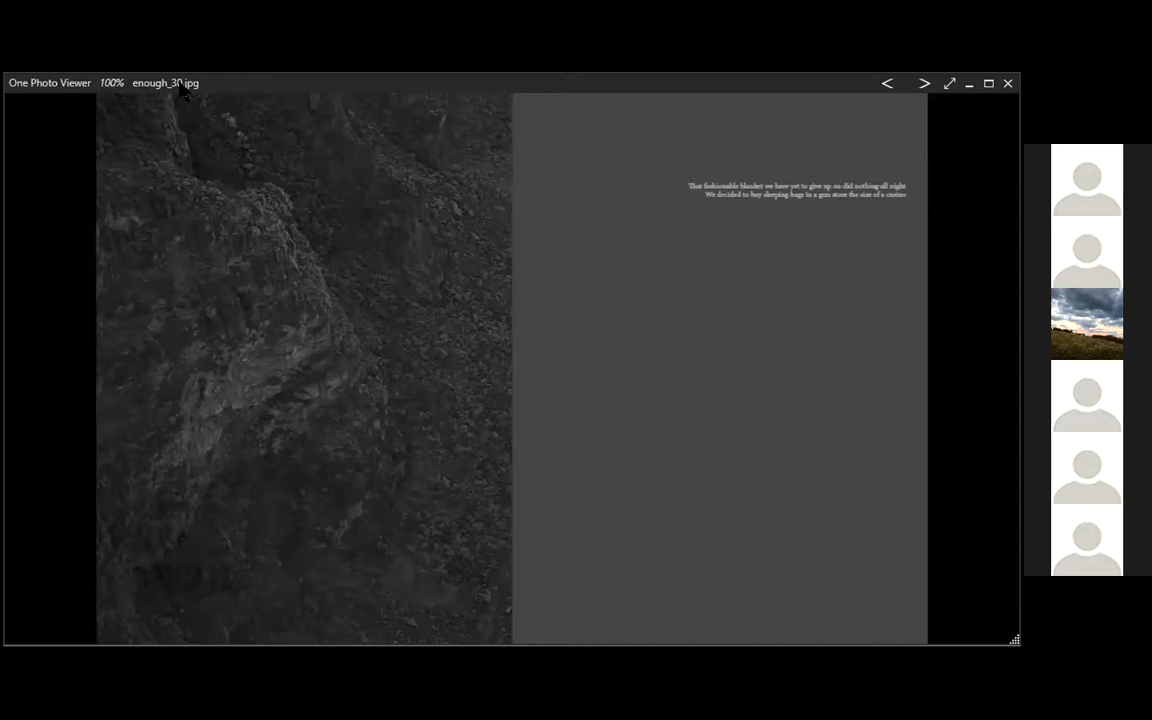 One Photo Viewer 100% enough_30.jpg
That fashionable blanket we have yet to give up on did nothing all night
We decided to buy sleeping bags in a gun store the size of a casino